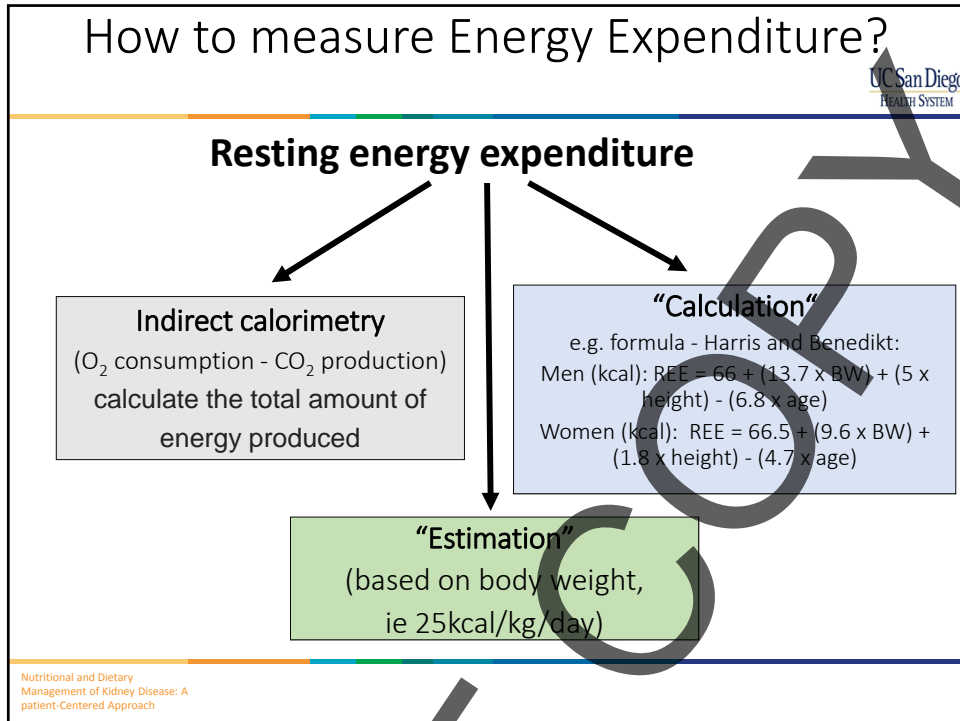 How to measure Energy Expenditure?
UC San Diego
HEALTH SYSTEM
Resting energy expenditure
Indirect calorimetry
(O₂ consumption - CO₂ production)
calculate the total amount of
energy produced
“Calculation“
e.g. formula - Harris and Benedikt:
Men (kcal): REE = 66 + (13.7 x BW) + (5 x
height) - (6.8 x age)
Women (kcal): REE = 66.5 + (9.6 x BW) +
(1.8 x height) - (4.7 x age)
“Estimation”
(based on body weight,
ie 25kcal/kg/day)
Nutritional and Dietary
Management of Kidney Disease: A
patient-Centered Approach
COPY